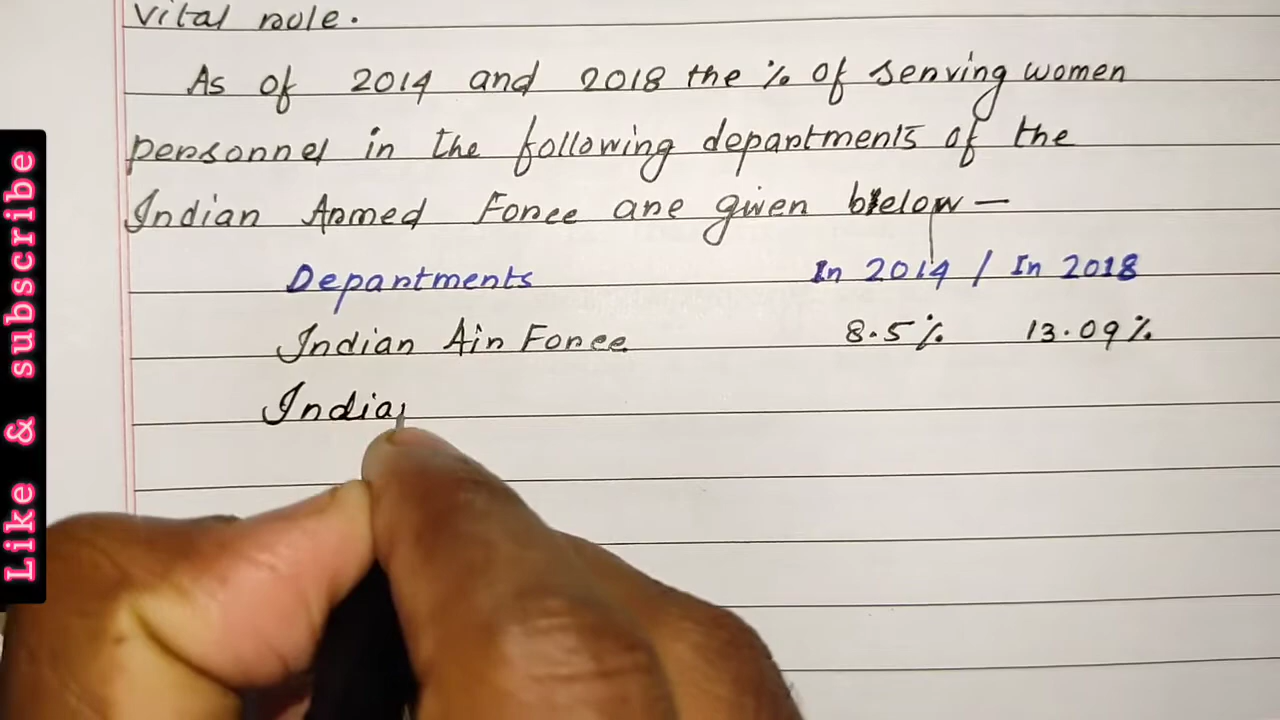 vital role.
As of 2014 and 2018 the % of serving women
personnel in the following departments of the
Indian Armed Force are given below —
Departments In 2014 / In 2018
Indian Air Force 8.5% 13.09%
India
Like & subscribe